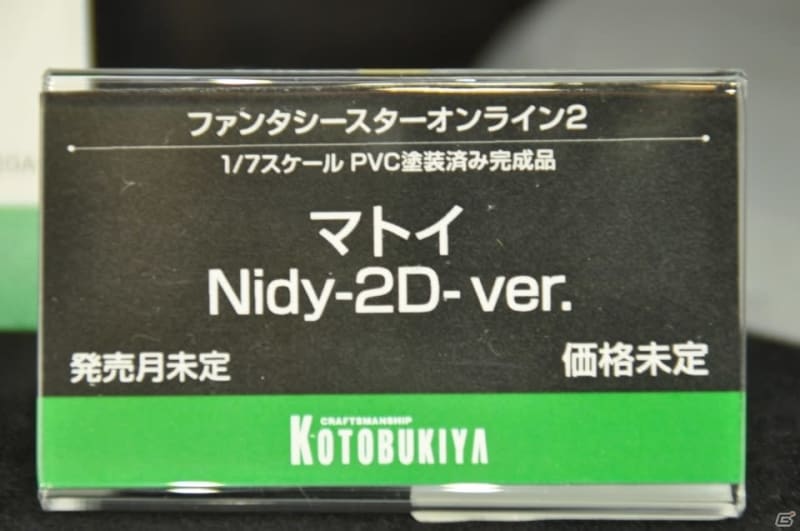 ファンタシースターオンライン2
1/7スケール PVC塗装済み完成品
マトイ
Nidy-2D- ver.
発売月未定
価格未定
CRAFTSMANSHIP
KOTOBUKIYA